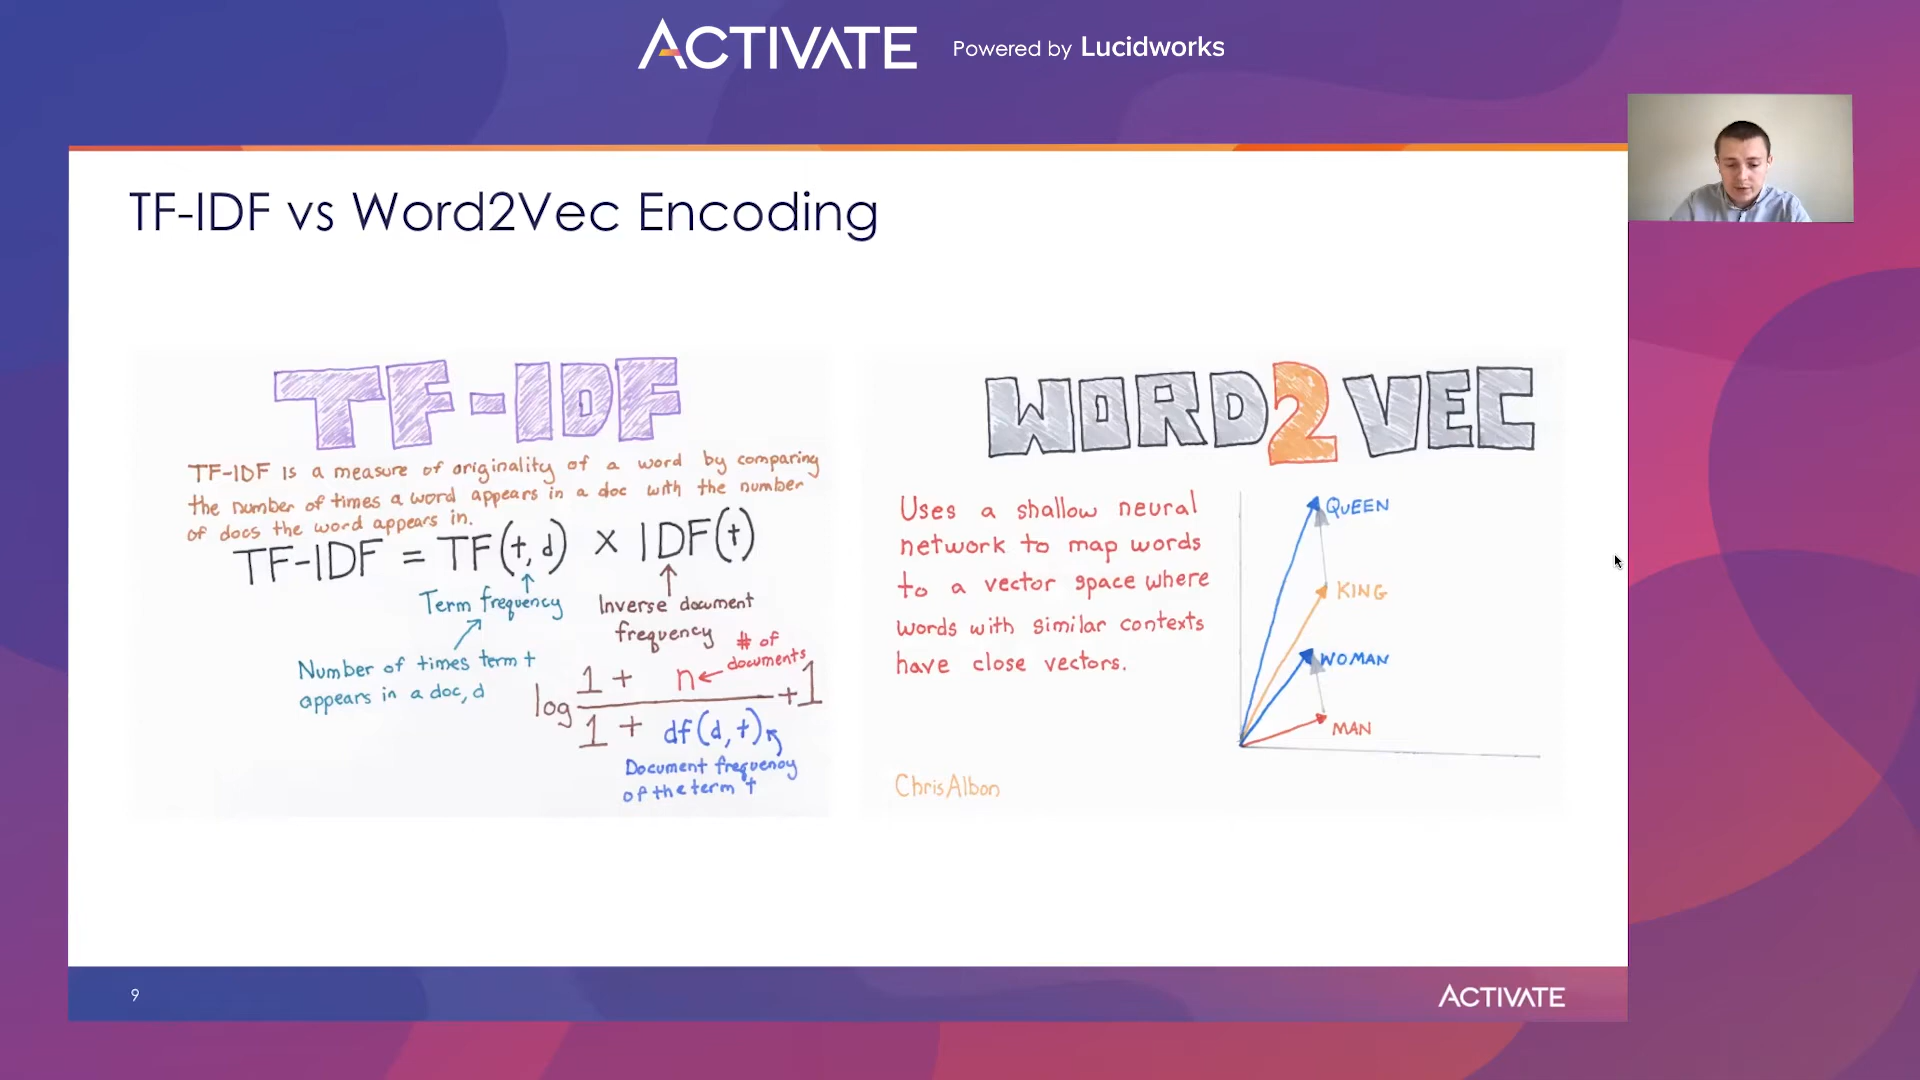 ACTIVATE Powered by Lucidworks
TF-IDF vs Word2Vec Encoding
TF-IDF
TF-IDF is a measure of originality of a word by comparing
the number of times a word appears in a doc with the number
of docs the word appears in.
TF-IDF = TF(t, d) × IDF(t)
Term frequency
Number of times term t
appears in a doc, d
Inverse document
frequency
# of
documents
log 1 + n / 1 + df(d, t) + 1
Document frequency
of the term t
WORD2VEC
Uses a shallow neural
network to map words
to a vector space where
words with similar contexts
have close vectors.
QUEEN
KING
WOMAN
MAN
ChrisAlbon
9
ACTIVATE